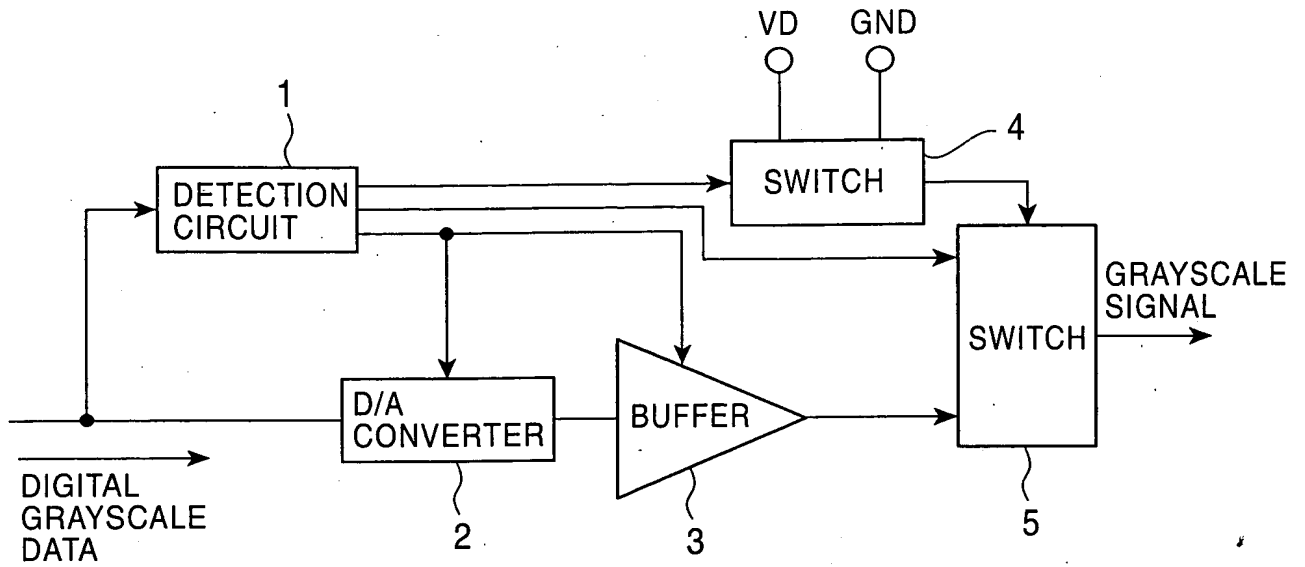 VD GND
1
4
DETECTION
CIRCUIT
SWITCH
GRAYSCALE
SIGNAL
SWITCH
D/A
CONVERTER
BUFFER
DIGITAL
GRAYSCALE
DATA
2
3
5